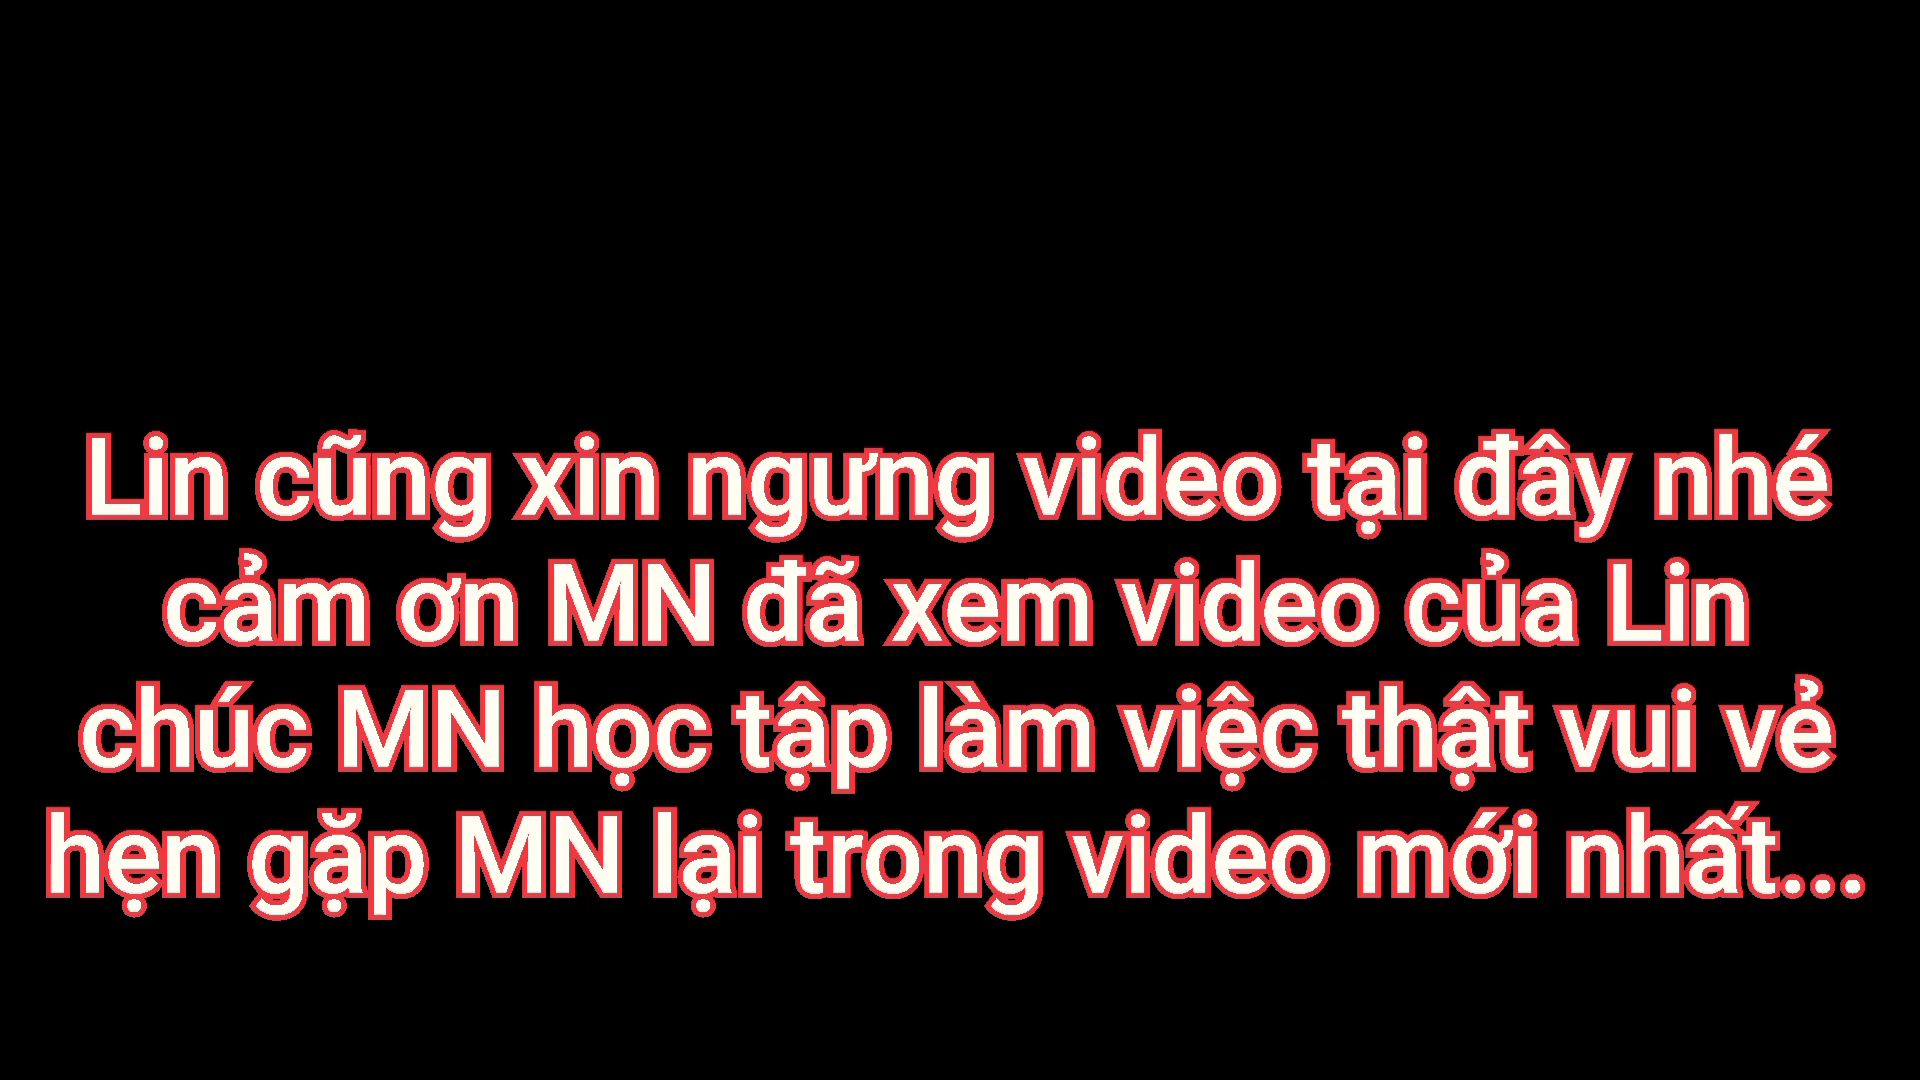 Lin cũng xin ngưng video tại đây nhé
cảm ơn MN đã xem video của Lin
chúc MN học tập làm việc thật vui vẻ
hẹn gặp MN lại trong video mới nhất...